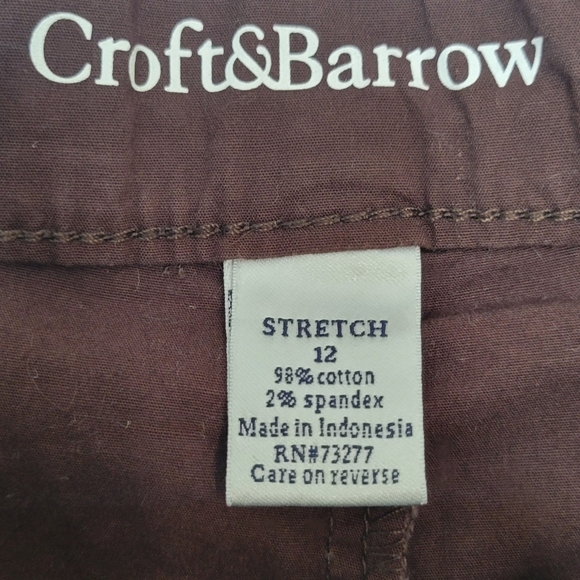 Croft&Barrow
STRETCH
12
98% cotton
2% spandex
Made in Indonesia
RN#73277
Care on reverse